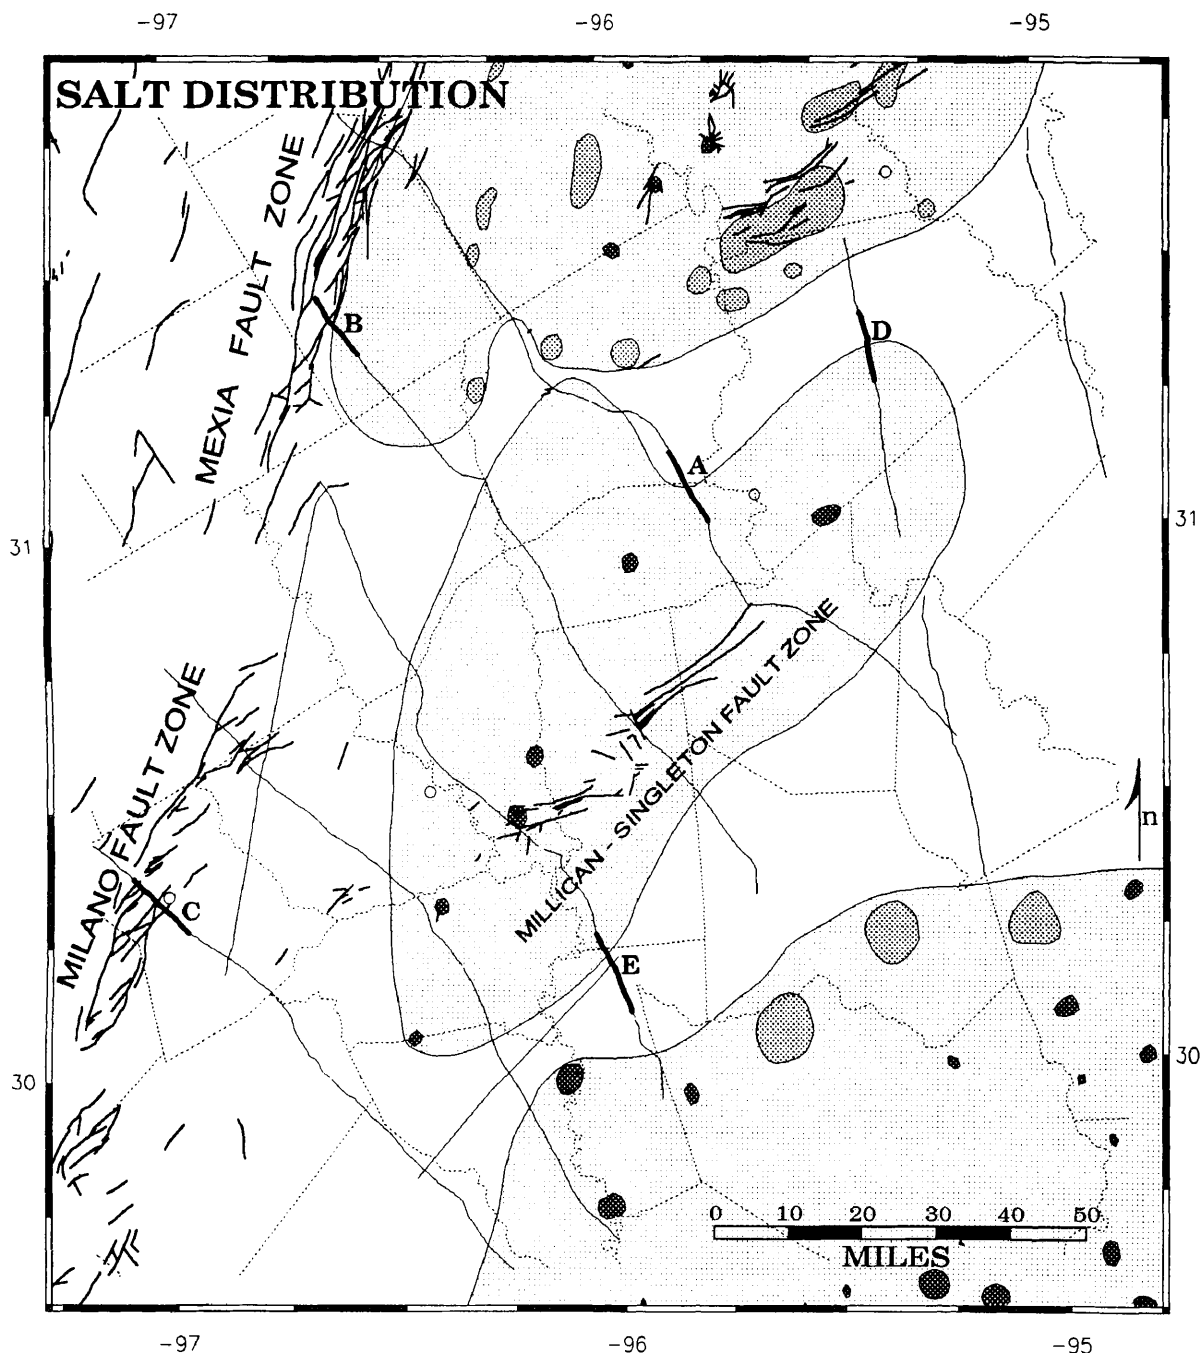 -97 -96 -95
SALT DISTRIBUTION
MEXIA FAULT ZONE
B
D
A
31 31
MILANO FAULT ZONE
MILLICAN - SINGLETON FAULT ZONE
n
C
E
30 30
0 10 20 30 40 50
MILES
-97 -96 -95